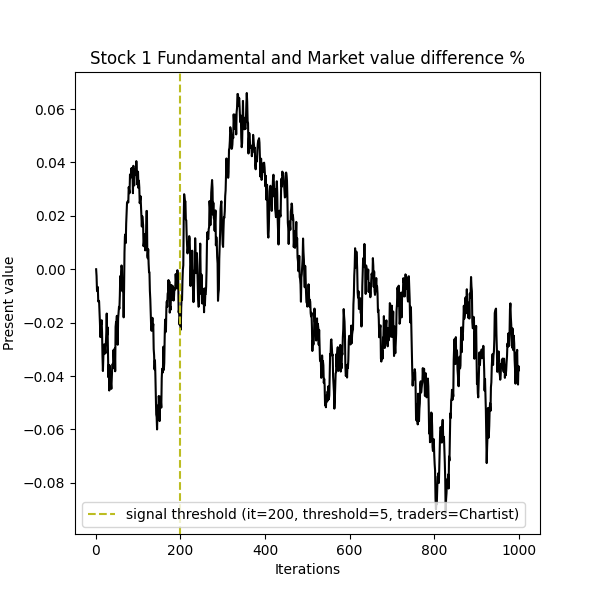 Stock 1 Fundamental and Market value difference %
0.06
0.04
0.02
0.00
−0.02
−0.04
−0.06
−0.08
Present value
signal threshold (it=200, threshold=5, traders=Chartist)
0 200 400 600 800 1000
Iterations